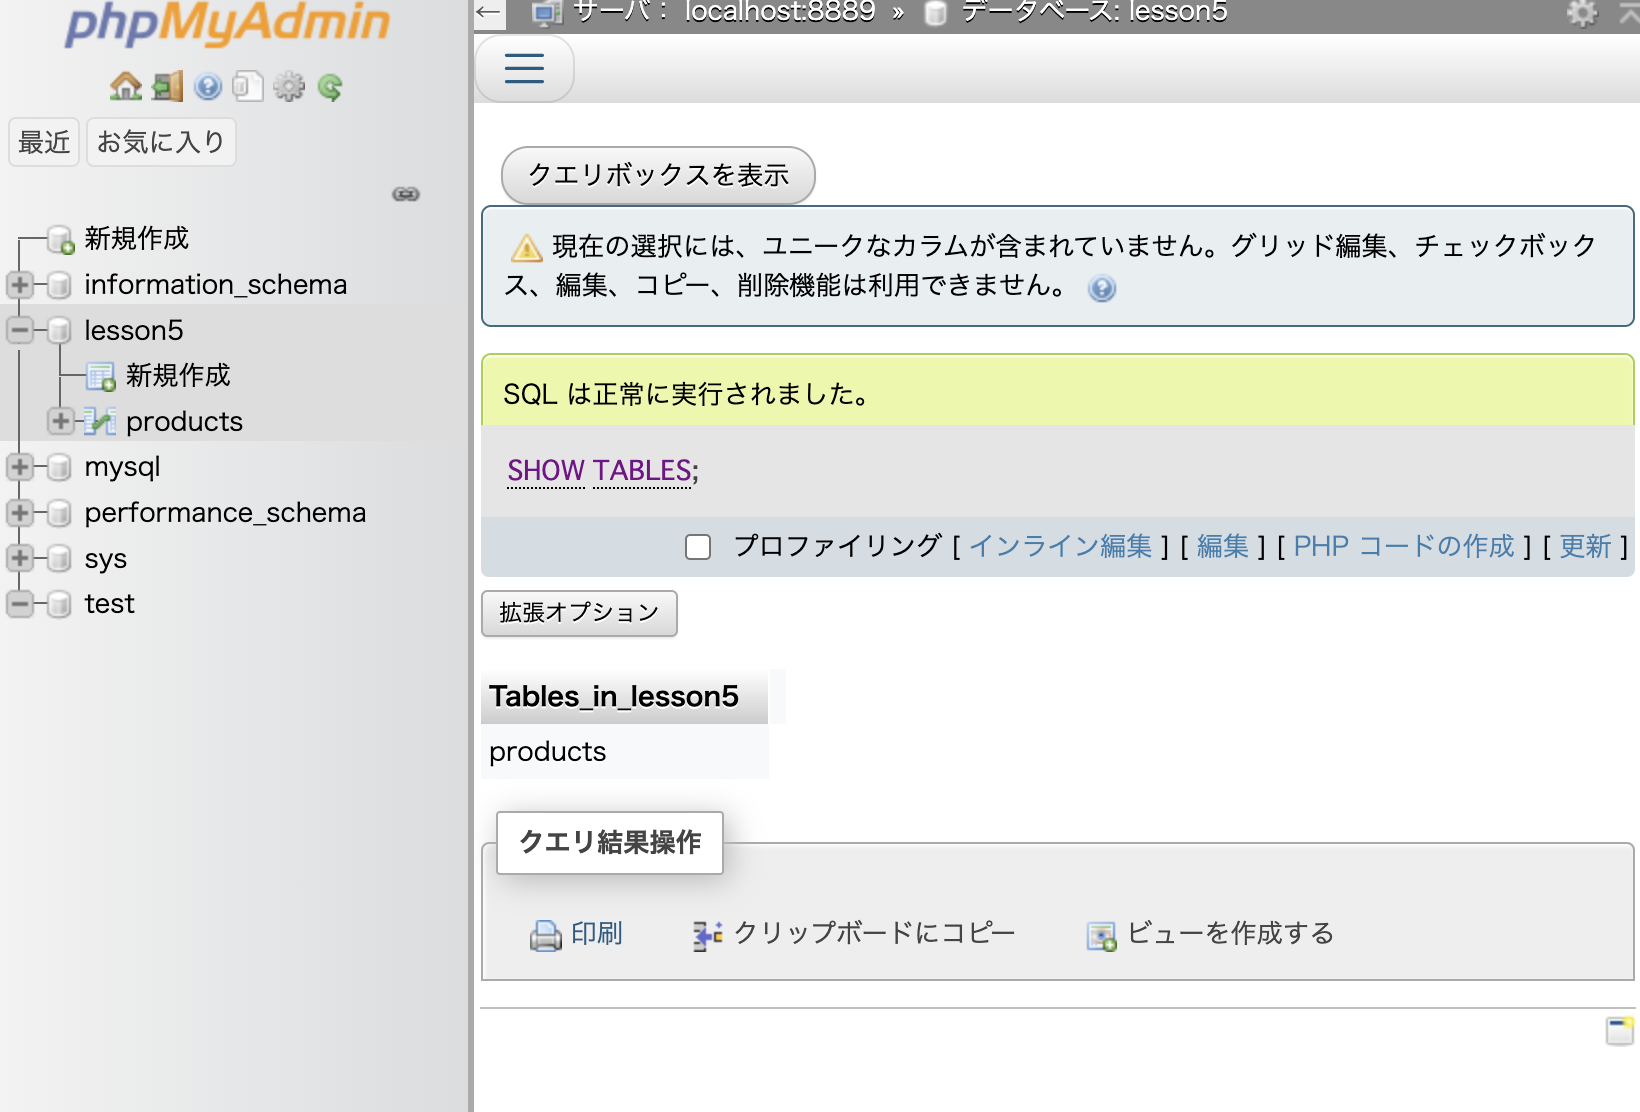 phpMyAdmin
最近 お気に入り
新規作成
information_schema
lesson5
新規作成
products
mysql
performance_schema
sys
test
サーバ： localhost:8889 » データベース: lesson5
クエリボックスを表示
現在の選択には、ユニークなカラムが含まれていません。グリッド編集、チェックボック
ス、編集、コピー、削除機能は利用できません。
SQL は正常に実行されました。
SHOW TABLES;
プロファイリング [ インライン編集 ] [ 編集 ] [ PHP コードの作成 ] [ 更新 ]
拡張オプション
Tables_in_lesson5
products
クエリ結果操作
印刷 クリップボードにコピー ビューを作成する